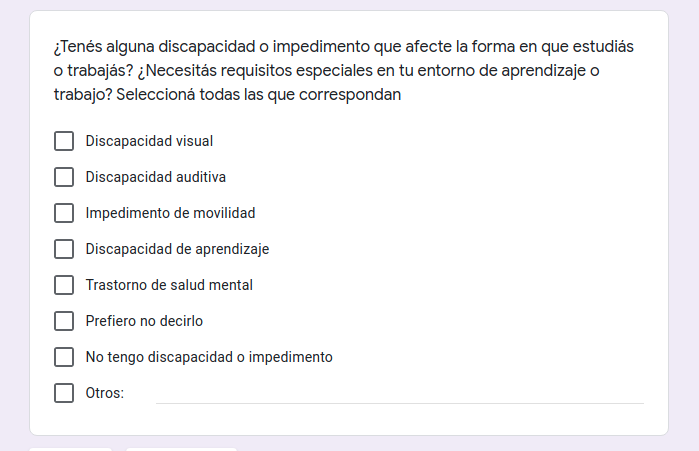 ¿Tenés alguna discapacidad o impedimento que afecte la forma en que estudiás
o trabajás? ¿Necesitás requisitos especiales en tu entorno de aprendizaje o
trabajo? Seleccioná todas las que correspondan
Discapacidad visual
Discapacidad auditiva
Impedimento de movilidad
Discapacidad de aprendizaje
Trastorno de salud mental
Prefiero no decirlo
No tengo discapacidad o impedimento
Otros: